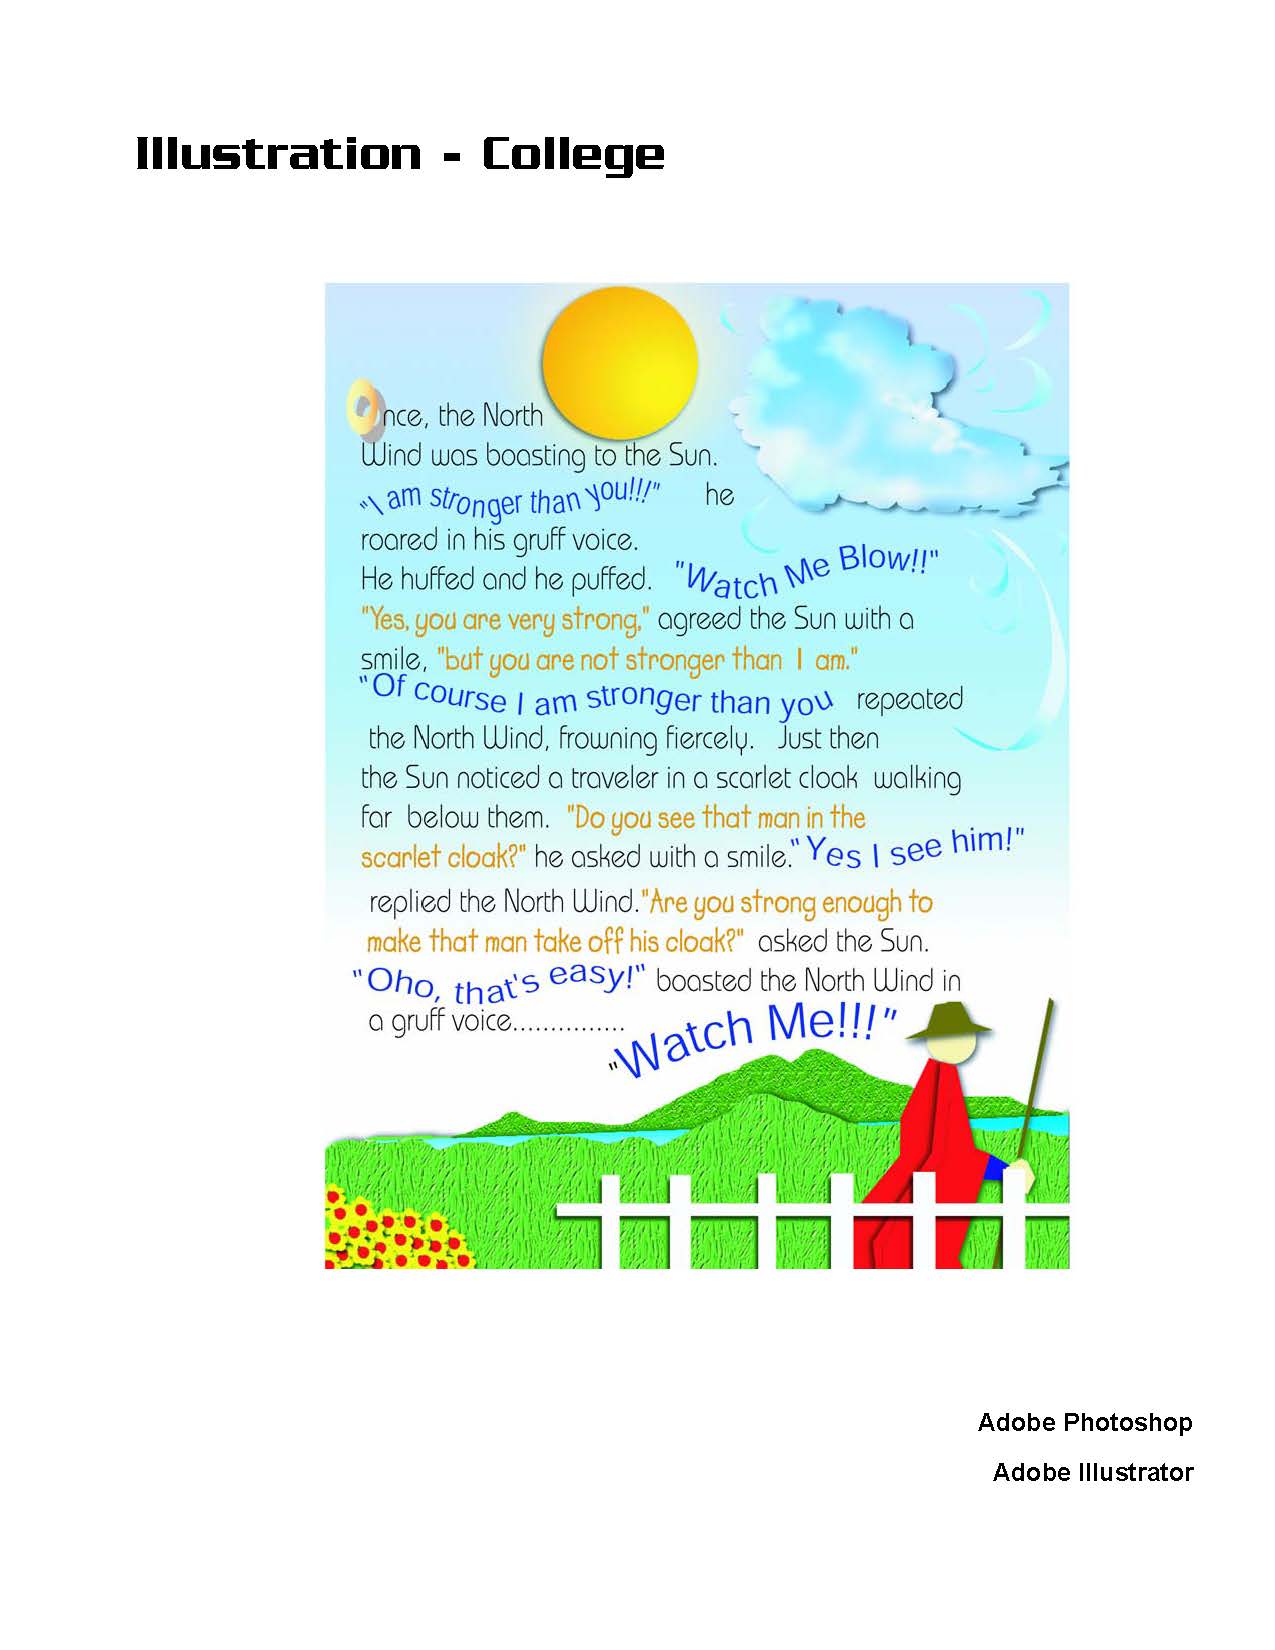 Illustration - College
Once, the North
Wind was boasting to the Sun.
"I am stronger than you!!!" he
roared in his gruff voice.
He huffed and he puffed. "Watch Me Blow!!"
"Yes, you are very strong," agreed the Sun with a
smile, "but you are not stronger than I am."
"Of course I am stronger than you repeated
the North Wind, frowning fiercely. Just then
the Sun noticed a traveler in a scarlet cloak walking
far below them. "Do you see that man in the
scarlet cloak?" he asked with a smile. "Yes I see him!"
replied the North Wind."Are you strong enough to
make that man take off his cloak?" asked the Sun.
"Oho, that's easy!" boasted the North Wind in
a gruff voice...............
"Watch Me!!!"
Adobe Photoshop
Adobe Illustrator